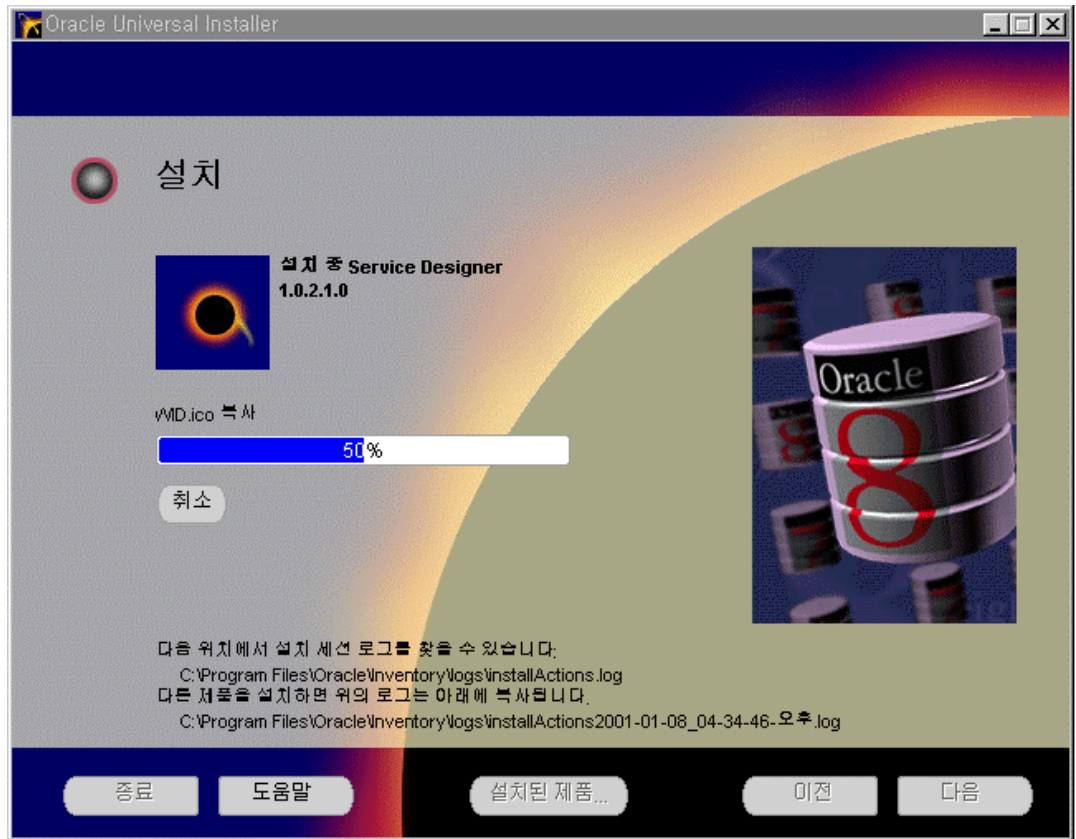 Oracle Universal Installer
설치
설치 중 Service Designer
1.0.2.1.0
WID.ico 복사
50%
취소
Oracle
8
다음 위치에서 설치 세션 로그를 찾을 수 있습니다:
C:\Program Files\Oracle\Inventory\logs\installActions.log
다른 제품을 설치하면 위의 로그는 아래에 복사됩니다.
C:\Program Files\Oracle\Inventory\logs\installActions2001-01-08_04-34-46-오후.log
종료
도움말
설치된 제품...
이전
다음